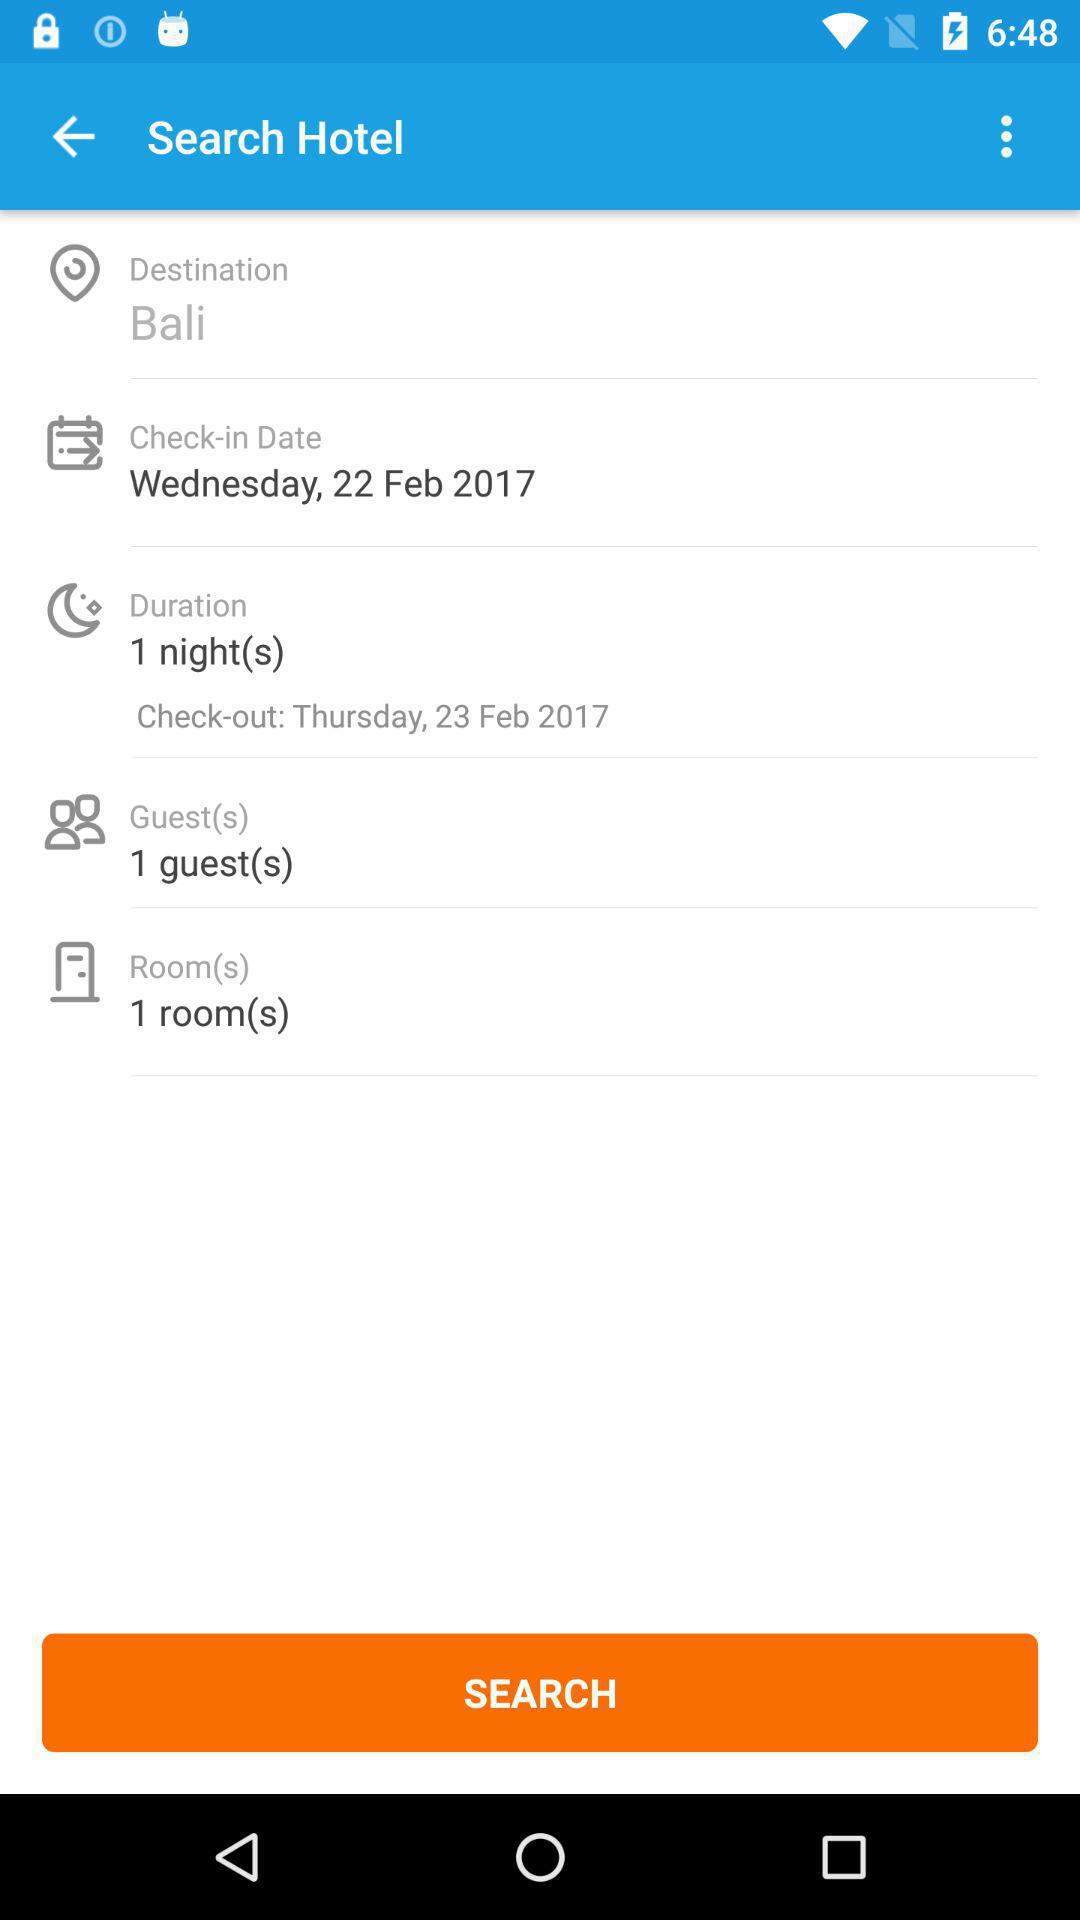 6:48
Search Hotel
Destination
Bali
Check-in Date
Wednesday, 22 Feb 2017
Duration
1 night(s)
Check-out: Thursday, 23 Feb 2017
Guest(s)
1 guest(s)
Room(s)
1 room(s)
SEARCH